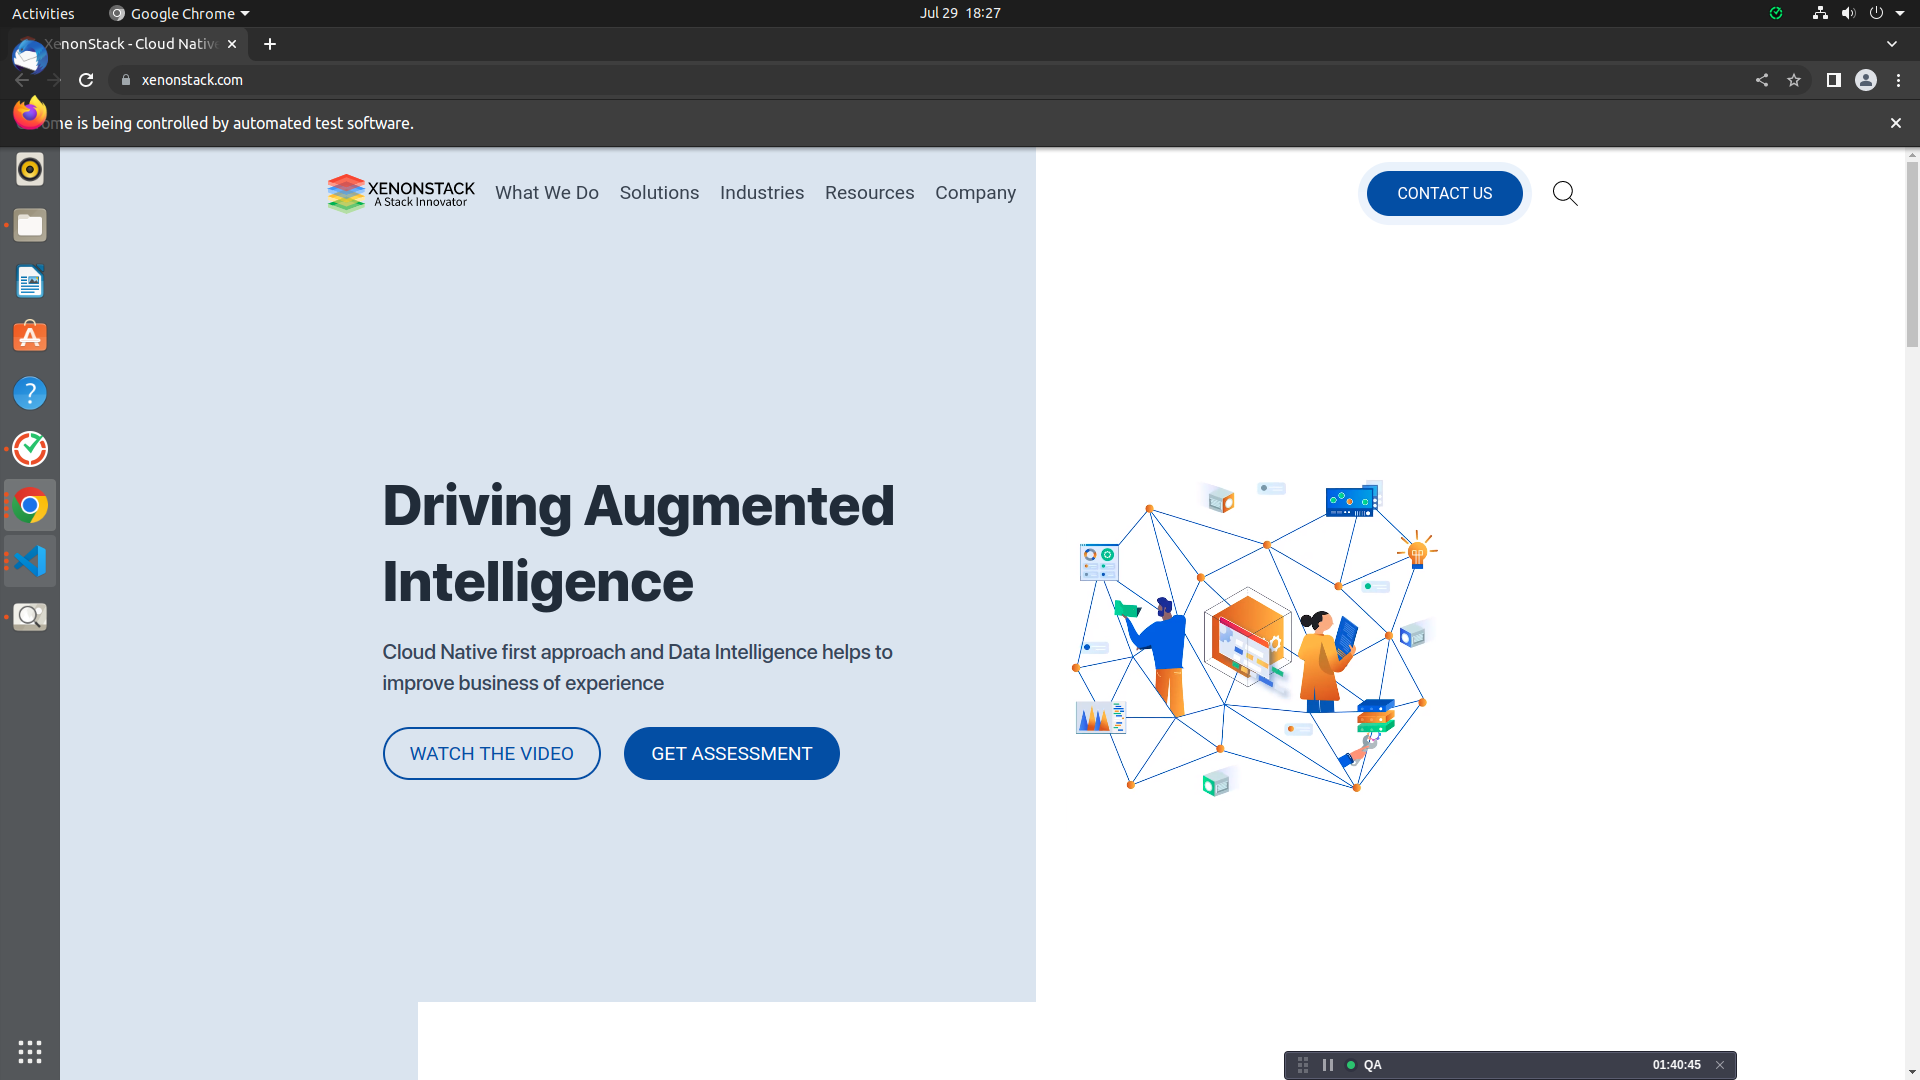 Activities
Google Chrome
Jul 29 18:27
XenonStack - Cloud Native
xenonstack.com
me is being controlled by automated test software.
XENONSTACK
A Stack Innovator
What We Do
Solutions
Industries
Resources
Company
CONTACT US
Driving Augmented
Intelligence
Cloud Native first approach and Data Intelligence helps to
improve business of experience
WATCH THE VIDEO
GET ASSESSMENT
QA
01:40:45